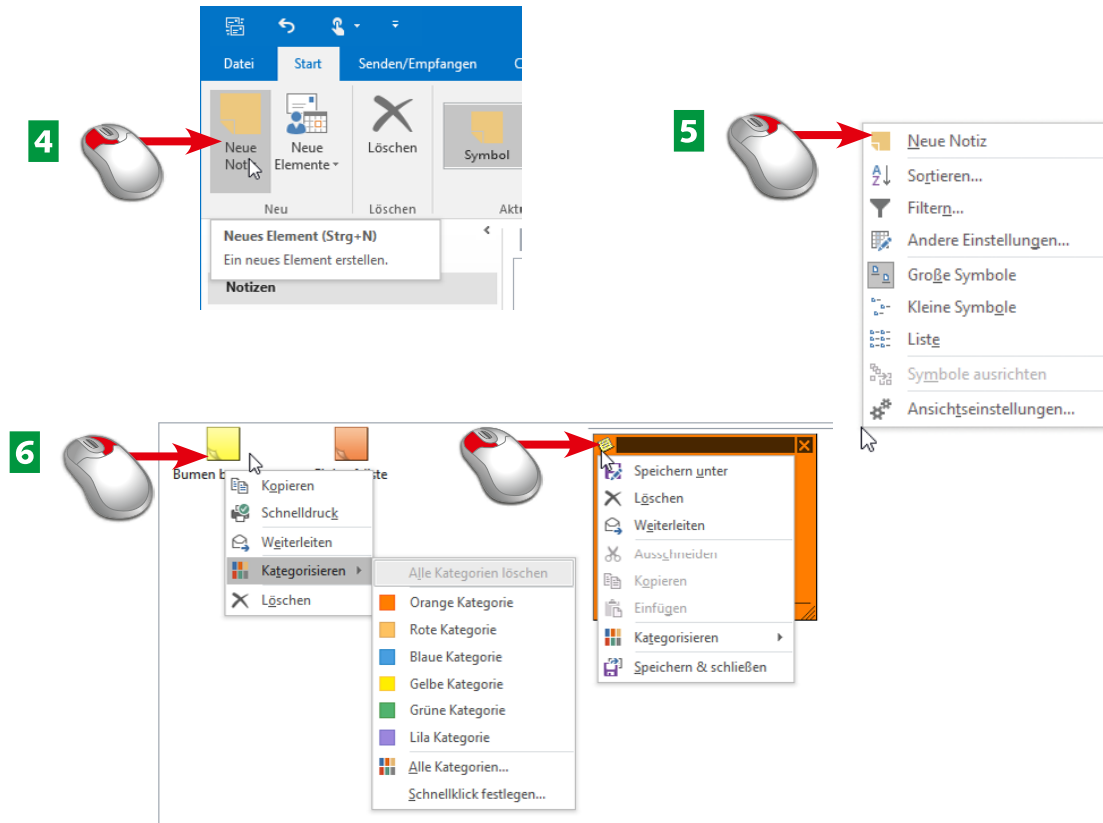 4
Datei Start Senden/Empfangen
Neue Notiz
Neue Elemente
Löschen
Symbol
Neu Löschen
Neues Element (Strg+N)
Ein neues Element erstellen.
Notizen
5
Neue Notiz
Sortieren...
Filtern...
Andere Einstellungen...
Große Symbole
Kleine Symbole
Liste
Symbole ausrichten
Ansichtseinstellungen...
6
Bumen
Kopieren
Schnelldruck
Weiterleiten
Kategorisieren
Löschen
Alle Kategorien löschen
Orange Kategorie
Rote Kategorie
Blaue Kategorie
Gelbe Kategorie
Grüne Kategorie
Lila Kategorie
Alle Kategorien...
Schnellklick festlegen...
Speichern unter
Löschen
Weiterleiten
Ausschneiden
Kopieren
Einfügen
Kategorisieren
Speichern & schließen